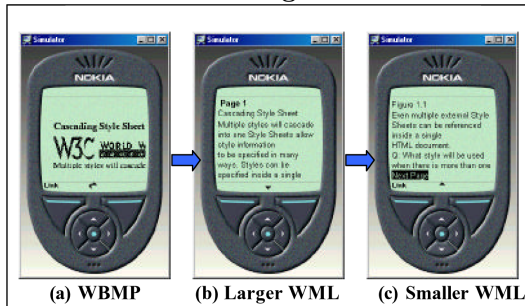 Simulator
NOKIA
Cascading Style Sheet
W3C WORLD W
Multiple styles will cascade
Link
(a) WBMP
Simulator
NOKIA
Page 1
Cascading Style Sheet
Multiple styles will cascade
into one Style Sheets allow
style information
to be specified in many
ways. Styles can be
specified inside a single
(b) Larger WML
Simulator
NOKIA
Figure 1.1
Even multiple external Style
Sheets can be referenced
inside a single
HTML document.
Q: What style will be used
when there is more than one
Next Page
Link
(c) Smaller WML